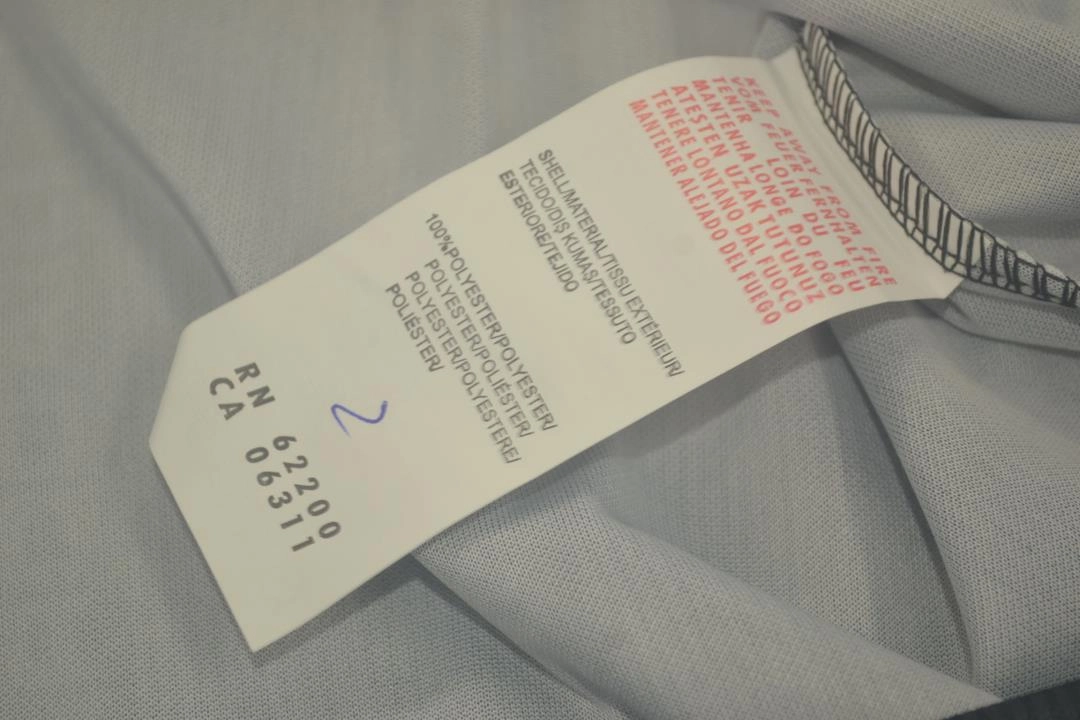 KEEP AWAY FROM FIRE
VOM FEUER FERNHALTEN
TENIR LOIN DU FEU
MANTENHA LONGE DO FOGO
ATEŞTEN UZAK TUTUNUZ
TENERE LONTANO DAL FUOCO
MANTENER ALEJADO DEL FUEGO
SHELL/MATERIAL/TISSU EXTÉRIEUR/
TECIDO/DIŞ KUMAŞ/TESSUTO
ESTERIORE/TEJIDO
100%POLYESTER/POLYESTER/
POLYESTER/POLIÉSTER/
POLYESTER/POLYESTERE/
POLIÉSTER/
2
RN 62200
CA 06311